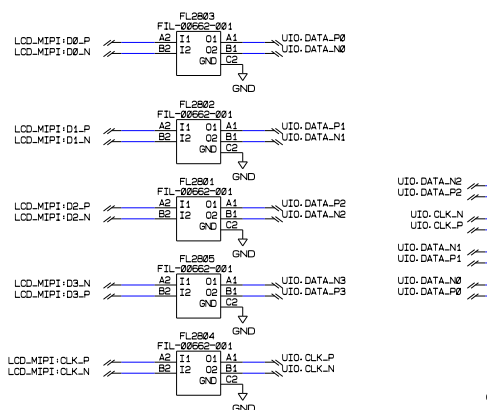 FL2803
FIL-00662-001
LCD_MIPI:D0_P A2 I1 O1 A1 UIO.DATA_P0
LCD_MIPI:D0_N B2 I2 O2 B1 UIO.DATA_N0
GND C2
GND
FL2802
FIL-00662-001
LCD_MIPI:D1_P A2 I1 O1 A1 UIO.DATA_P1
LCD_MIPI:D1_N B2 I2 O2 B1 UIO.DATA_N1
GND C2
GND
FL2801
FIL-00662-001
LCD_MIPI:D2_P A2 I1 O1 A1 UIO.DATA_P2
LCD_MIPI:D2_N B2 I2 O2 B1 UIO.DATA_N2
GND C2
GND
FL2805
FIL-00662-001
LCD_MIPI:D3_N A2 I1 O1 A1 UIO.DATA_N3
LCD_MIPI:D3_P B2 I2 O2 B1 UIO.DATA_P3
GND C2
GND
FL2804
FIL-00662-001
LCD_MIPI:CLK_P A2 I1 O1 A1 UIO.CLK_P
LCD_MIPI:CLK_N B2 I2 O2 B1 UIO.CLK_N
GND C2
GND
UIO.DATA_N2
UIO.DATA_P2
UIO.CLK_N
UIO.CLK_P
UIO.DATA_N1
UIO.DATA_P1
UIO.DATA_N0
UIO.DATA_P0